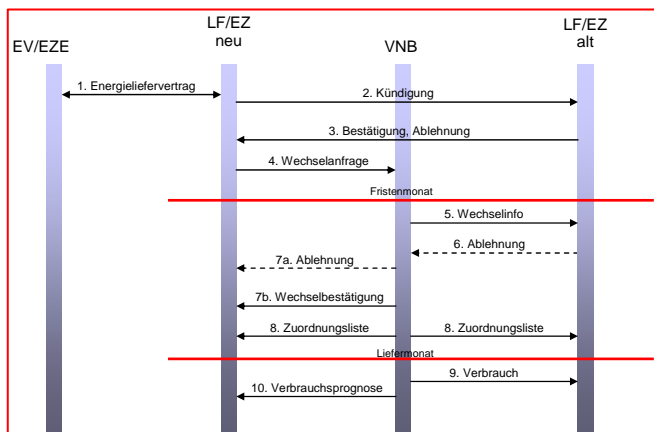 EV/EZE
LF/EZ
neu
VNB
LF/EZ
alt
1. Energieliefervertrag
2. Kündigung
3. Bestätigung, Ablehnung
4. Wechselanfrage
Fristenmonat
5. Wechselinfo
6. Ablehnung
7a. Ablehnung
7b. Wechselbestätigung
8. Zuordnungsliste
8. Zuordnungsliste
Liefermonat
9. Verbrauch
10. Verbrauchsprognose